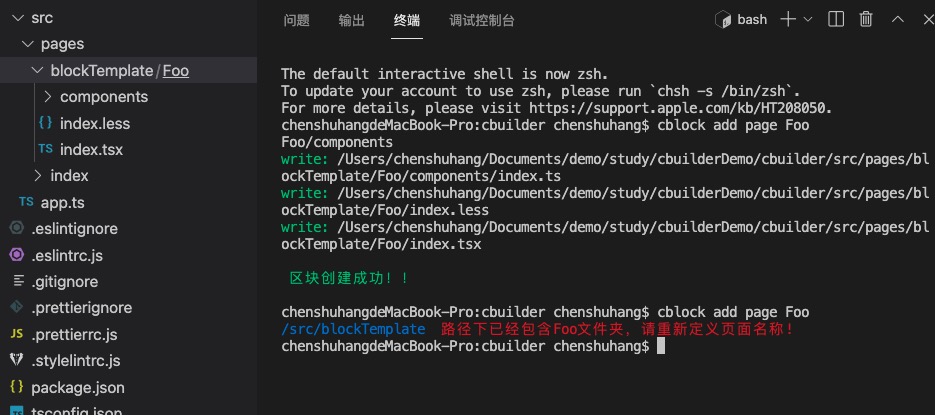 src
pages
blockTemplate/Foo
components
index.less
TS index.tsx
index
TS app.ts
.eslintignore
.eslintrc.js
.gitignore
.prettierignore
JS .prettierrc.js
.stylelintrc.js
package.json
tsconfig.json
问题 输出 终端 调试控制台 bash
The default interactive shell is now zsh.
To update your account to use zsh, please run `chsh -s /bin/zsh`.
For more details, please visit https://support.apple.com/kb/HT208050.
chenshuhangdeMacBook-Pro:cbuilder chenshuhang$ cblock add page Foo
Foo/components
write: /Users/chenshuhang/Documents/demo/study/cbuilderDemo/cbuilder/src/pages/bl
ockTemplate/Foo/components/index.ts
write: /Users/chenshuhang/Documents/demo/study/cbuilderDemo/cbuilder/src/pages/bl
ockTemplate/Foo/index.less
write: /Users/chenshuhang/Documents/demo/study/cbuilderDemo/cbuilder/src/pages/bl
ockTemplate/Foo/index.tsx
区块创建成功！！
chenshuhangdeMacBook-Pro:cbuilder chenshuhang$ cblock add page Foo
/src/blockTemplate 路径下已经包含Foo文件夹，请重新定义页面名称！
chenshuhangdeMacBook-Pro:cbuilder chenshuhang$